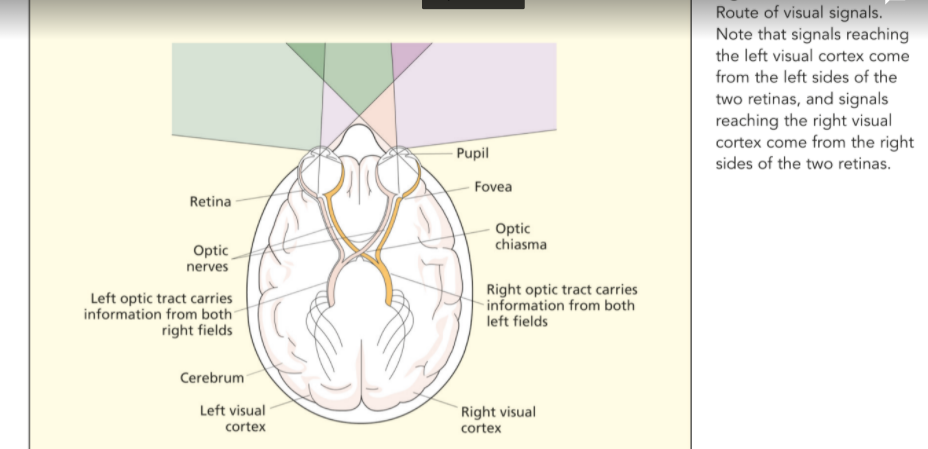 Pupil
Fovea
Retina
Optic
chiasma
Optic
nerves
Left optic tract carries
information from both
right fields
Right optic tract carries
information from both
left fields
Cerebrum
Left visual
cortex
Right visual
cortex
Route of visual signals.
Note that signals reaching
the left visual cortex come
from the left sides of the
two retinas, and signals
reaching the right visual
cortex come from the right
sides of the two retinas.